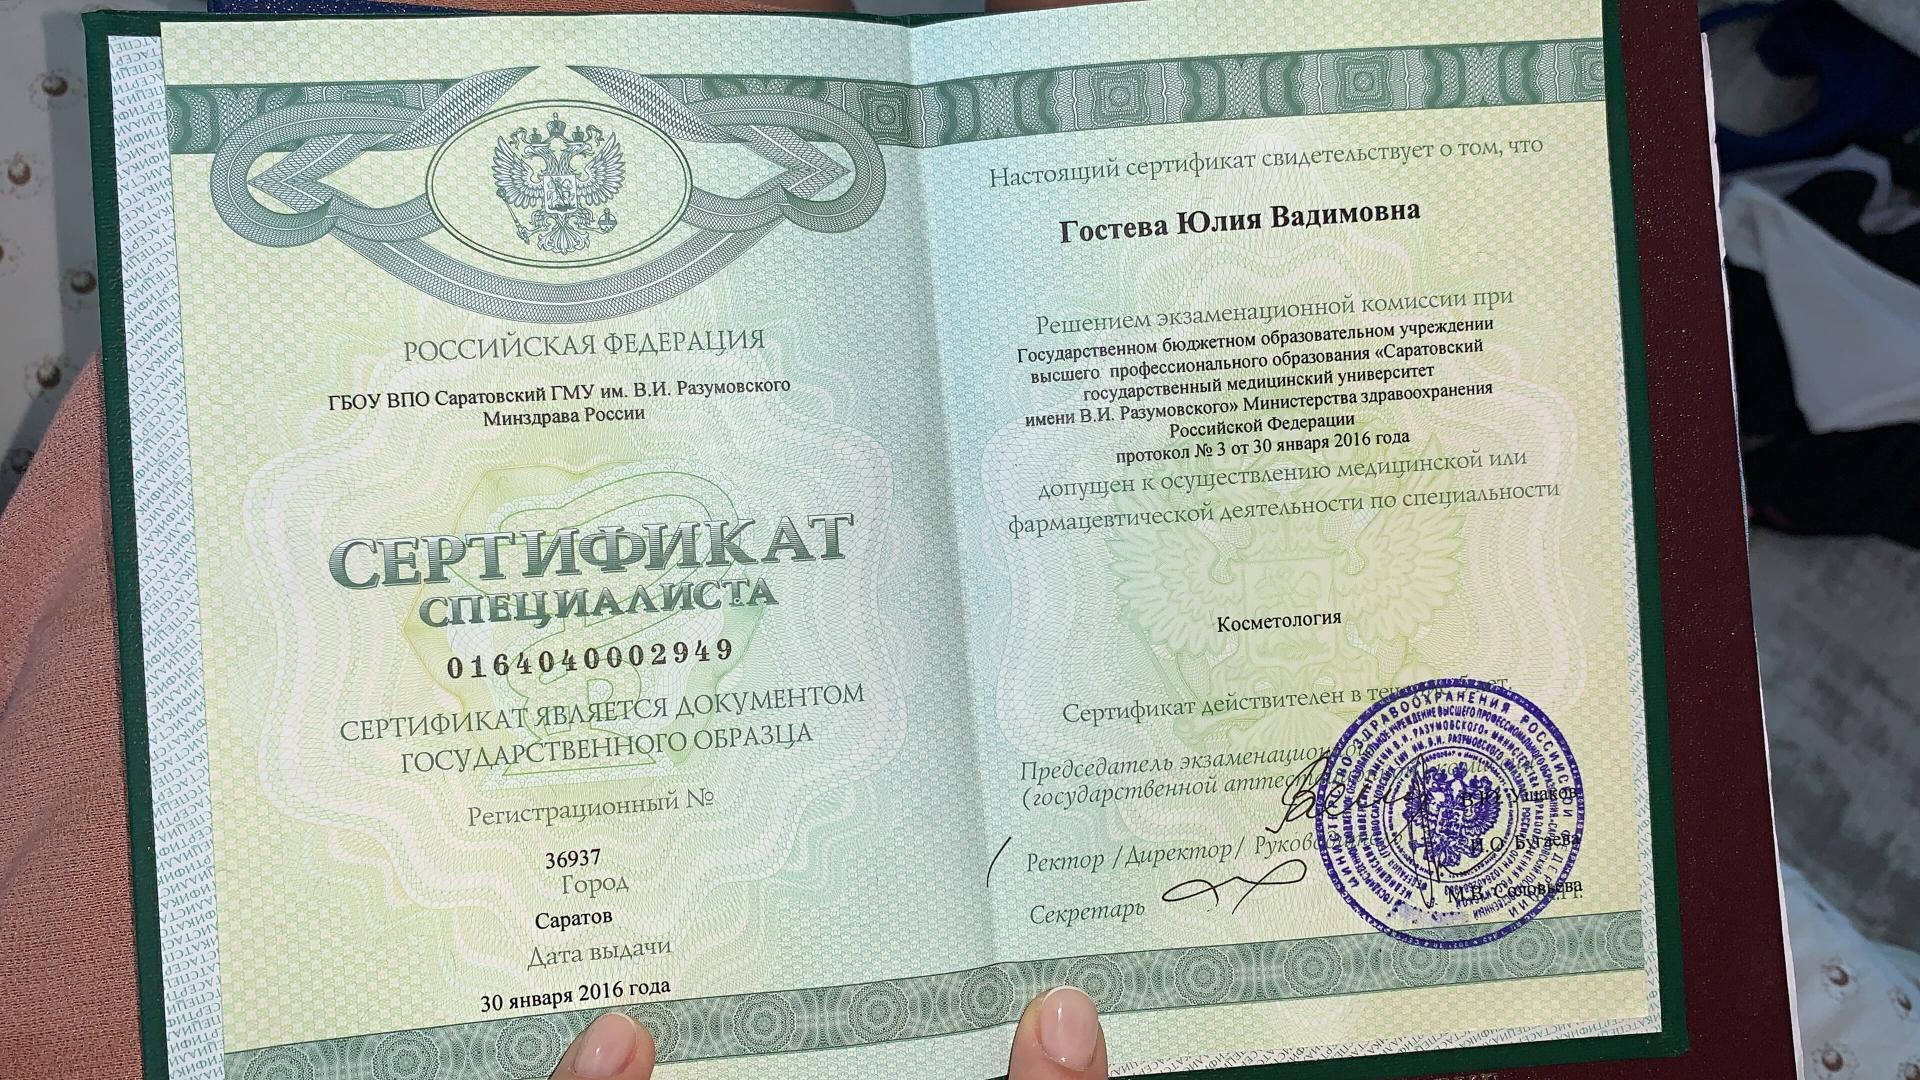 РОССИЙСКАЯ ФЕДЕРАЦИЯ
ГБОУ ВПО Саратовский ГМУ им. В.И. Разумовского
Минздрава России
СЕРТИФИКАТ
СПЕЦИАЛИСТА
0164040002949
СЕРТИФИКАТ ЯВЛЯЕТСЯ ДОКУМЕНТОМ
ГОСУДАРСТВЕННОГО ОБРАЗЦА
Регистрационный №
36937
Город
Саратов
Дата выдачи
30 января 2016 года
Настоящий сертификат свидетельствует о том, что
Гостева Юлия Вадимовна
Решением экзаменационной комиссии при
Государственном бюджетном образовательном учреждении
высшего профессионального образования «Саратовский
государственный медицинский университет
имени В.И. Разумовского» Министерства здравоохранения
Российской Федерации
протокол № 3 от 30 января 2016 года
допущен к осуществлению медицинской или
фармацевтической деятельности по специальности
Косметология
Сертификат действителен в
Председатель экзаменационной
(государственной
Ушаков
Ректор /Директор/
И.О. Бугаева
Секретарь
М.В. Соловьева